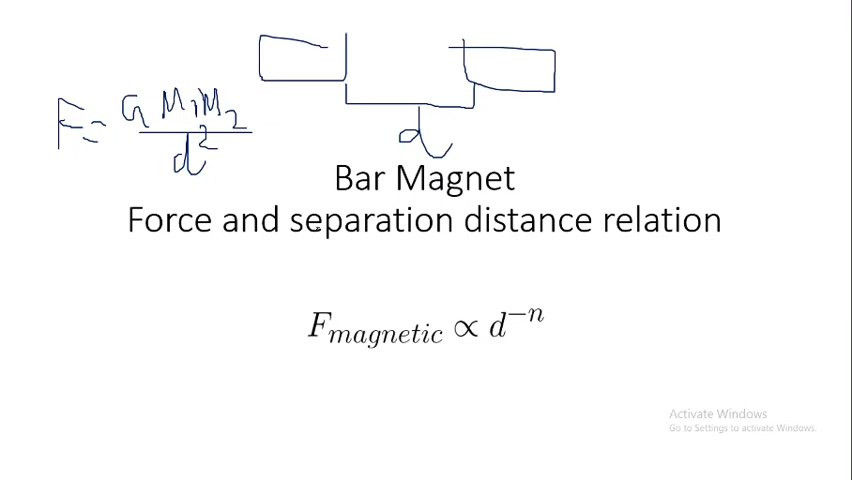 F = G M₁M₂ / d²
d
Bar Magnet
Force and separation distance relation
F_magnetic ∝ d^−n
Activate Windows
Go to Settings to activate Windows.